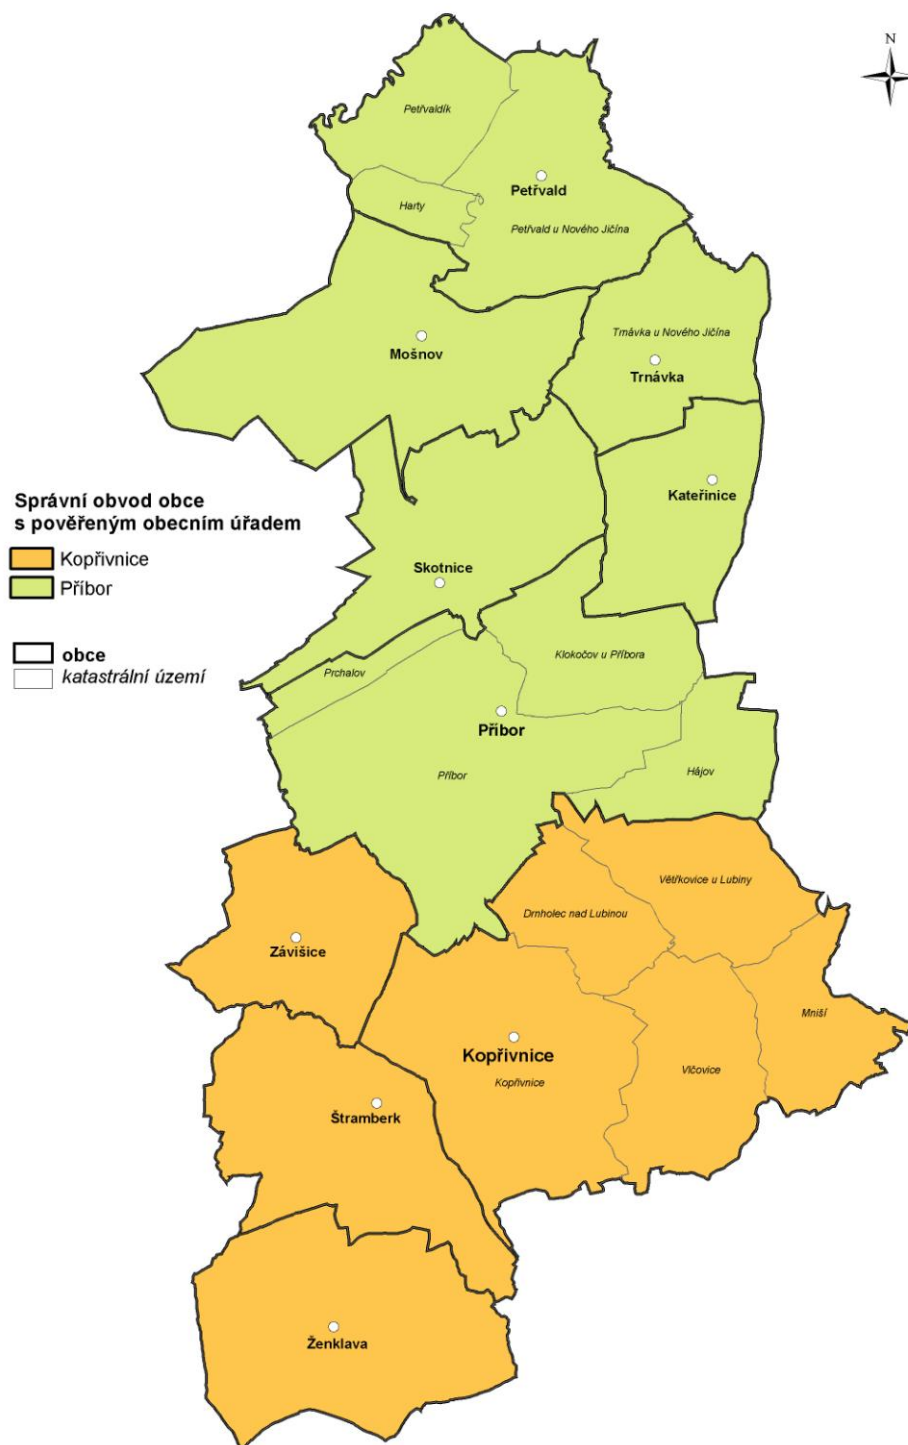 N
Petřvaldík
Petřvald
Harty
Petřvald u Nového Jičína
Trnávka u Nového Jičína
Mošnov
Trnávka
Kateřinice
Správní obvod obce
s pověřeným obecním úřadem
Kopřivnice
Příbor
obce
katastrální území
Skotnice
Klokočov u Příbora
Prchalov
Příbor
Příbor
Hájov
Větřkovice u Lubiny
Drnholec nad Lubinou
Závišice
Mniší
Kopřivnice
Kopřivnice
Vlčovice
Štramberk
Ženklava